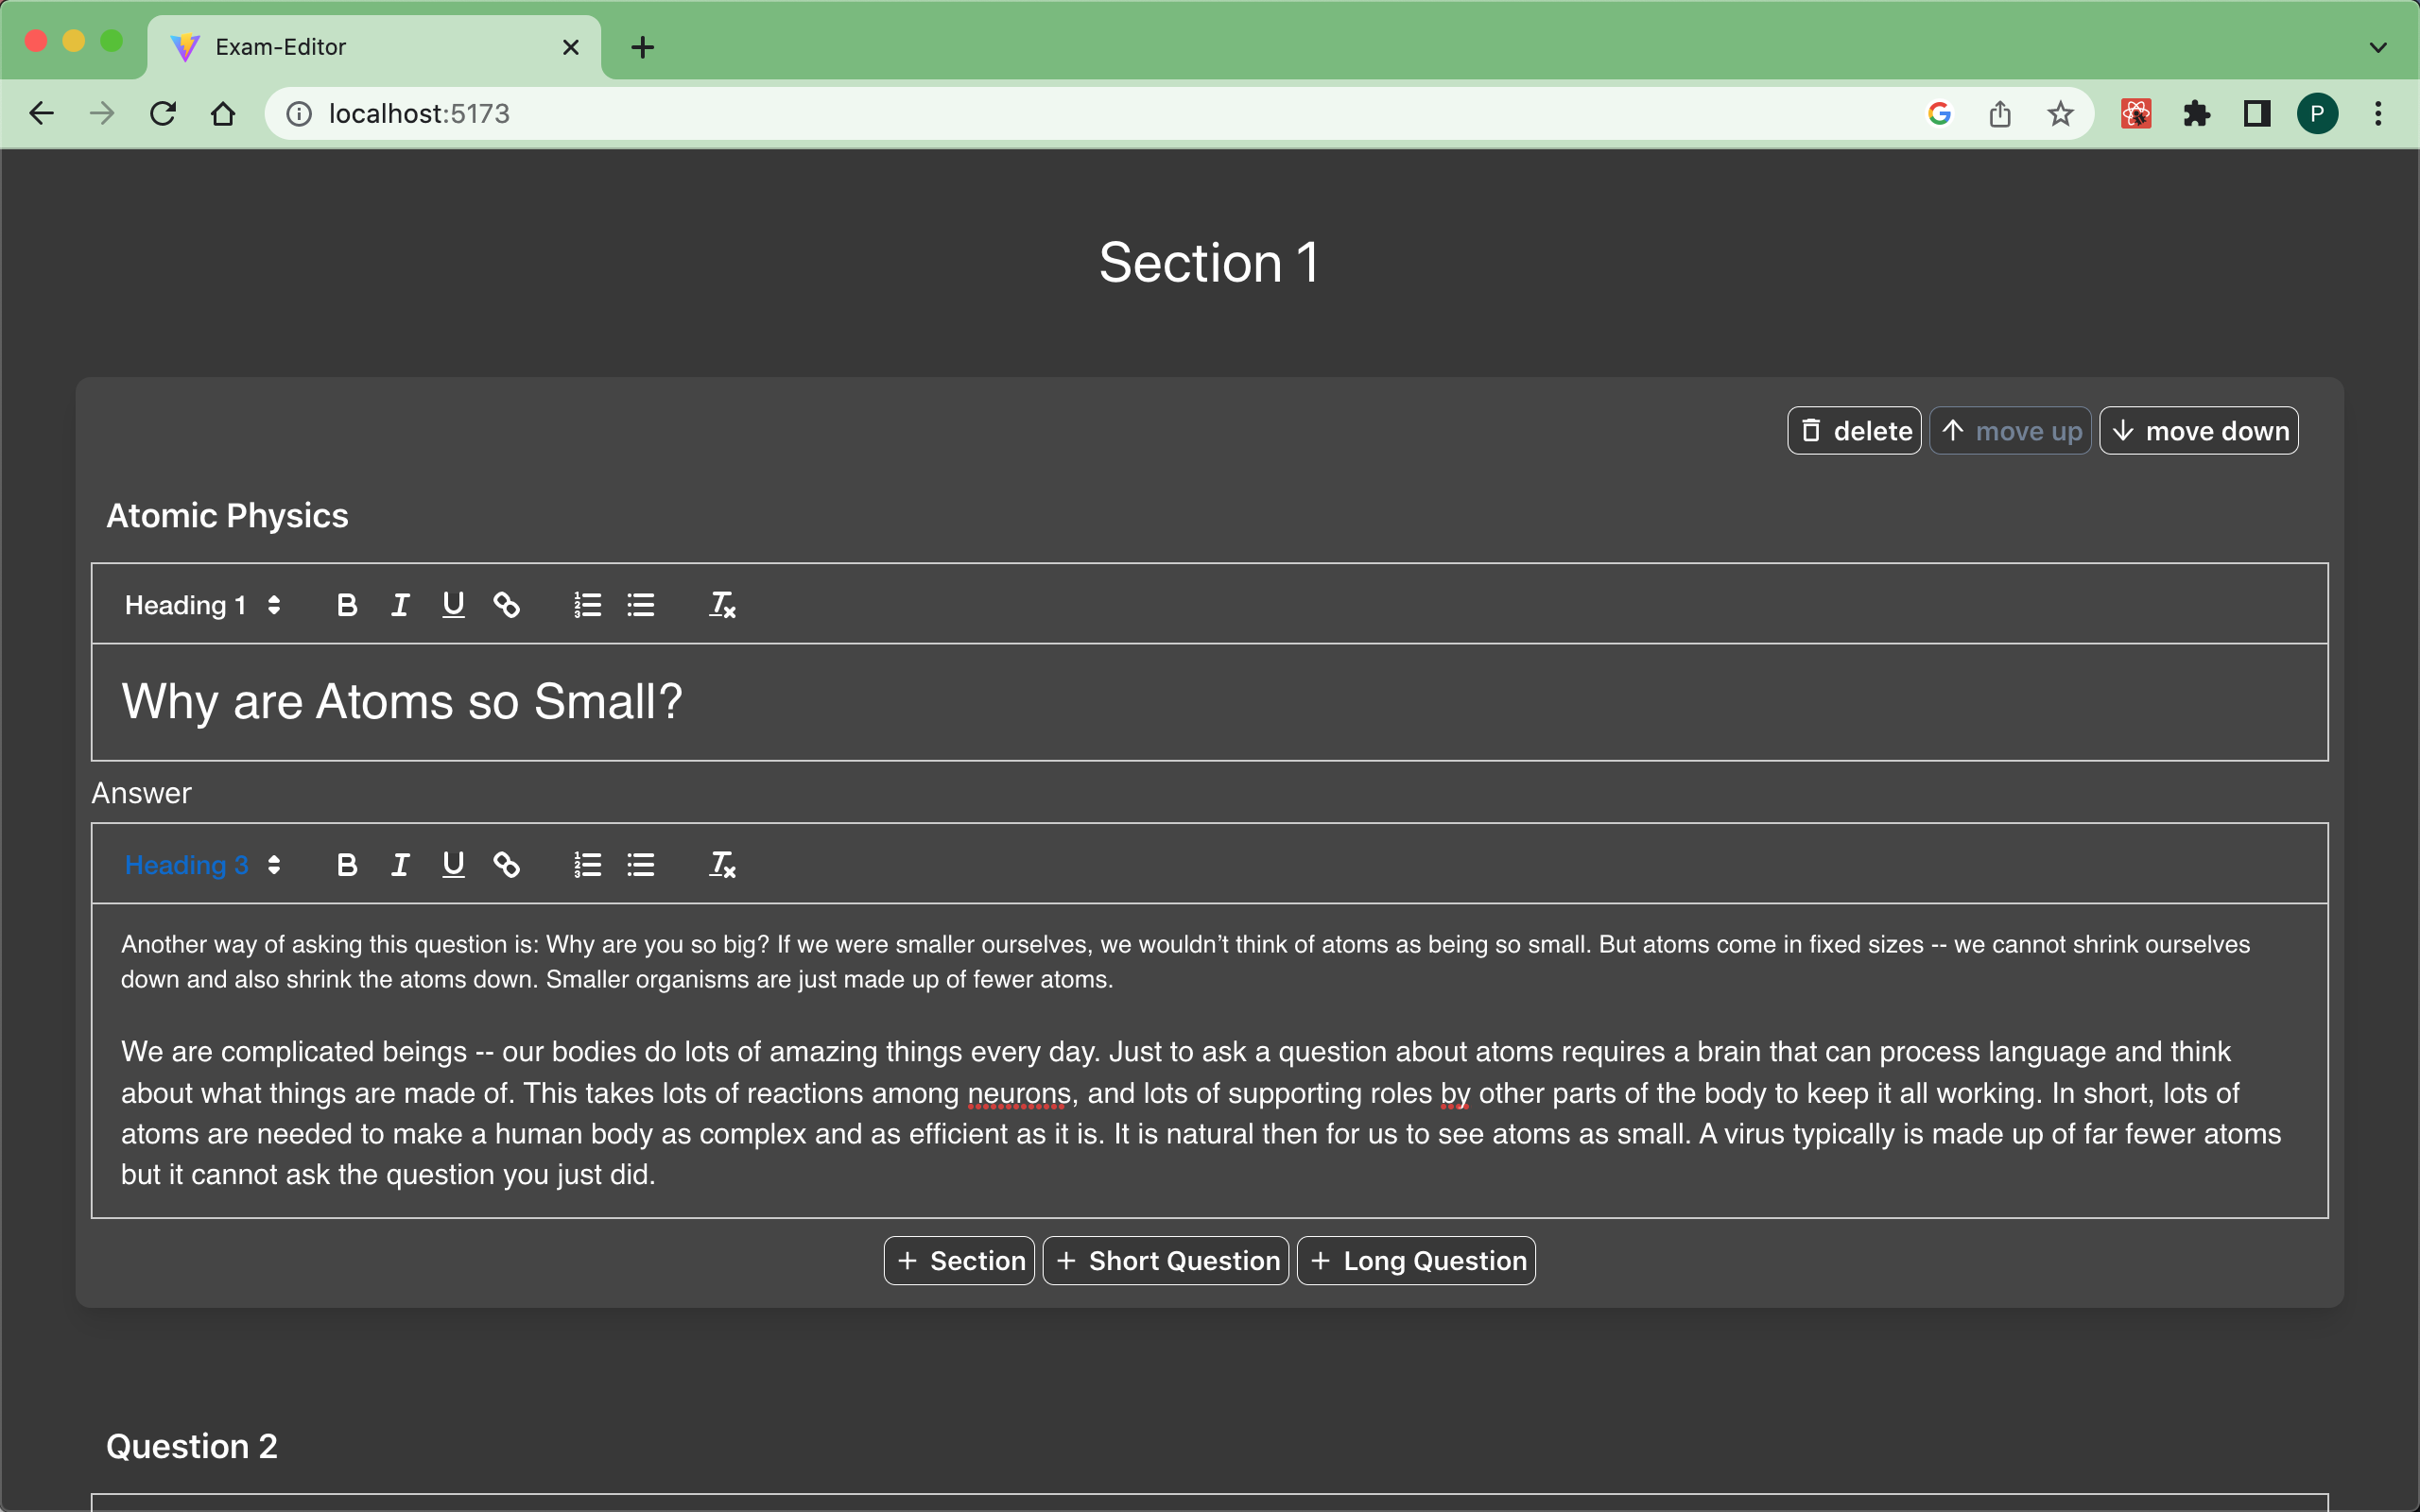 Exam-Editor
localhost:5173
P
Section 1
delete
move up
move down
Atomic Physics
Heading 1
Why are Atoms so Small?
Answer
Heading 3
Another way of asking this question is: Why are you so big? If we were smaller ourselves, we wouldn’t think of atoms as being so small. But atoms come in fixed sizes -- we cannot shrink ourselves
down and also shrink the atoms down. Smaller organisms are just made up of fewer atoms.
We are complicated beings -- our bodies do lots of amazing things every day. Just to ask a question about atoms requires a brain that can process language and think
about what things are made of. This takes lots of reactions among neurons, and lots of supporting roles by other parts of the body to keep it all working. In short, lots of
atoms are needed to make a human body as complex and as efficient as it is. It is natural then for us to see atoms as small. A virus typically is made up of far fewer atoms
but it cannot ask the question you just did.
+ Section
+ Short Question
+ Long Question
Question 2